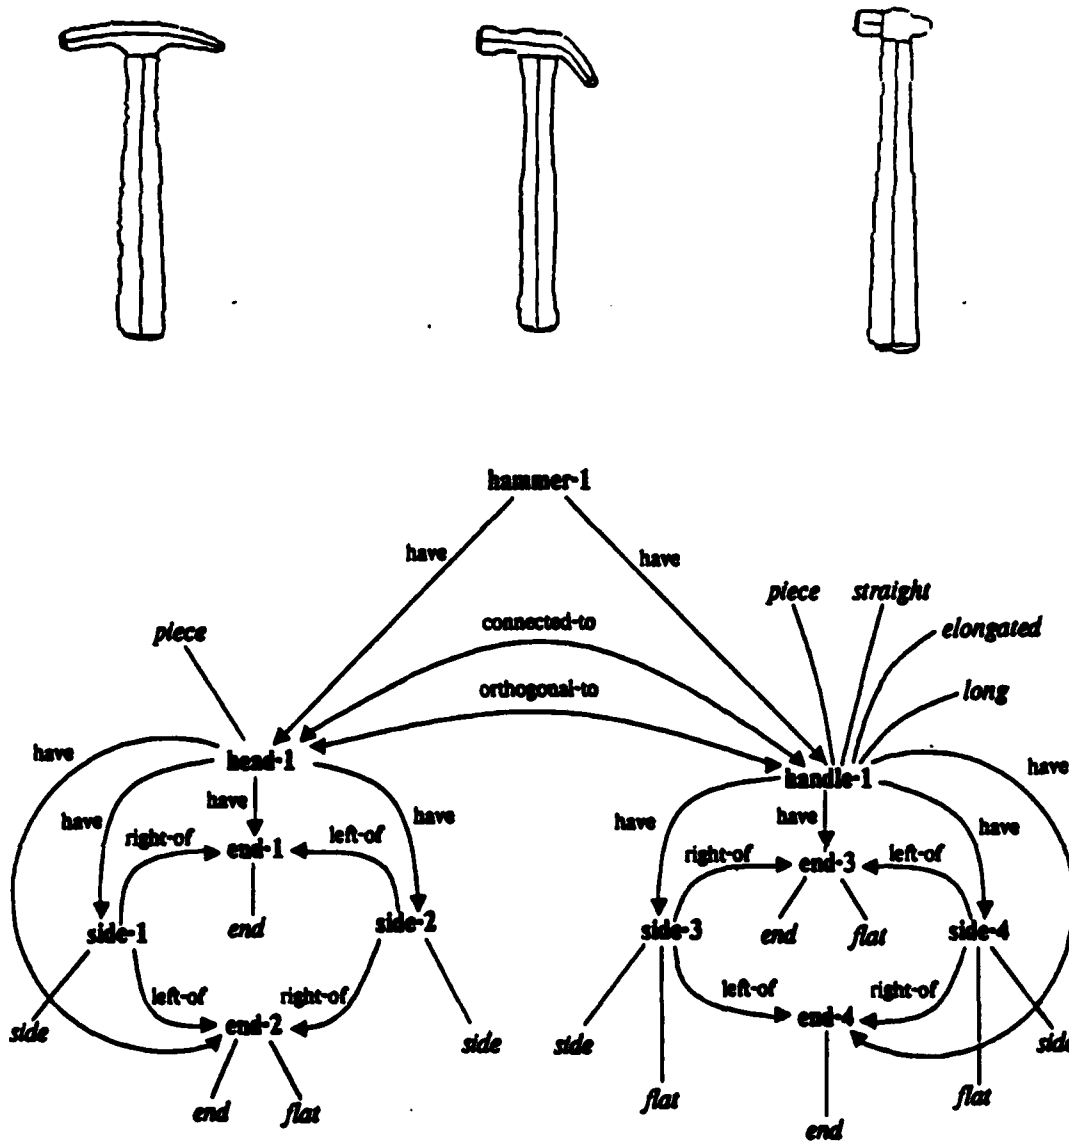 hammer-1
have
have
piece
straight
piece
connected-to
elongated
orthogonal-to
long
have
head-1
have
handle-1
have
have
have
have
have
have
right-of
left-of
end-1
right-of
left-of
end-3
side-1
end
side-2
side-3
end
flat
side-4
left-of
right-of
left-of
right-of
end-2
end-4
side
side
side
side
end
flat
flat
flat
end